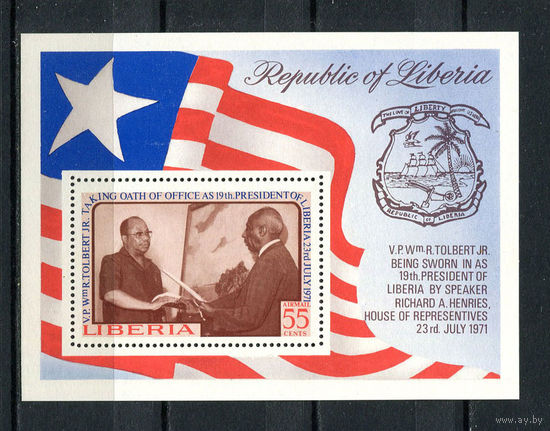 Republic of Liberia
THE LOVE OF LIBERTY BROUGHT US HERE
REPUBLIC OF LIBERIA
V.P. Wm R. TOLBERT JR. TAKING OATH OF OFFICE AS 19th. PRESIDENT OF LIBERIA 23rd JULY 1971
AIRMAIL
55
CENTS
LIBERIA
V.P. Wm R. TOLBERT JR.
BEING SWORN IN AS
19th. PRESIDENT OF
LIBERIA BY SPEAKER
RICHARD A. HENRIES,
HOUSE OF REPRESENTATIVES
23rd. JULY 1971
www.ay.by